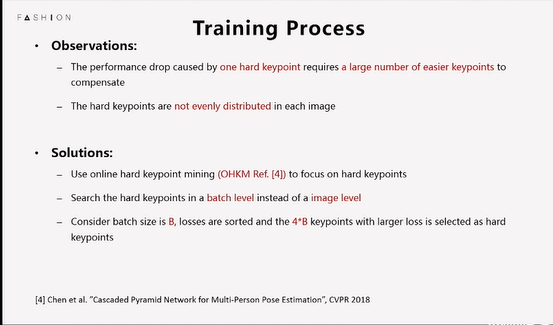 FASHION
Training Process
• Observations:
– The performance drop caused by one hard keypoint requires a large number of easier keypoints to
compensate
– The hard keypoints are not evenly distributed in each image
• Solutions:
– Use online hard keypoint mining (OHKM Ref. [4]) to focus on hard keypoints
– Search the hard keypoints in a batch level instead of a image level
– Consider batch size is B, losses are sorted and the 4*B keypoints with larger loss is selected as hard
keypoints
[4] Chen et al. "Cascaded Pyramid Network for Multi-Person Pose Estimation", CVPR 2018